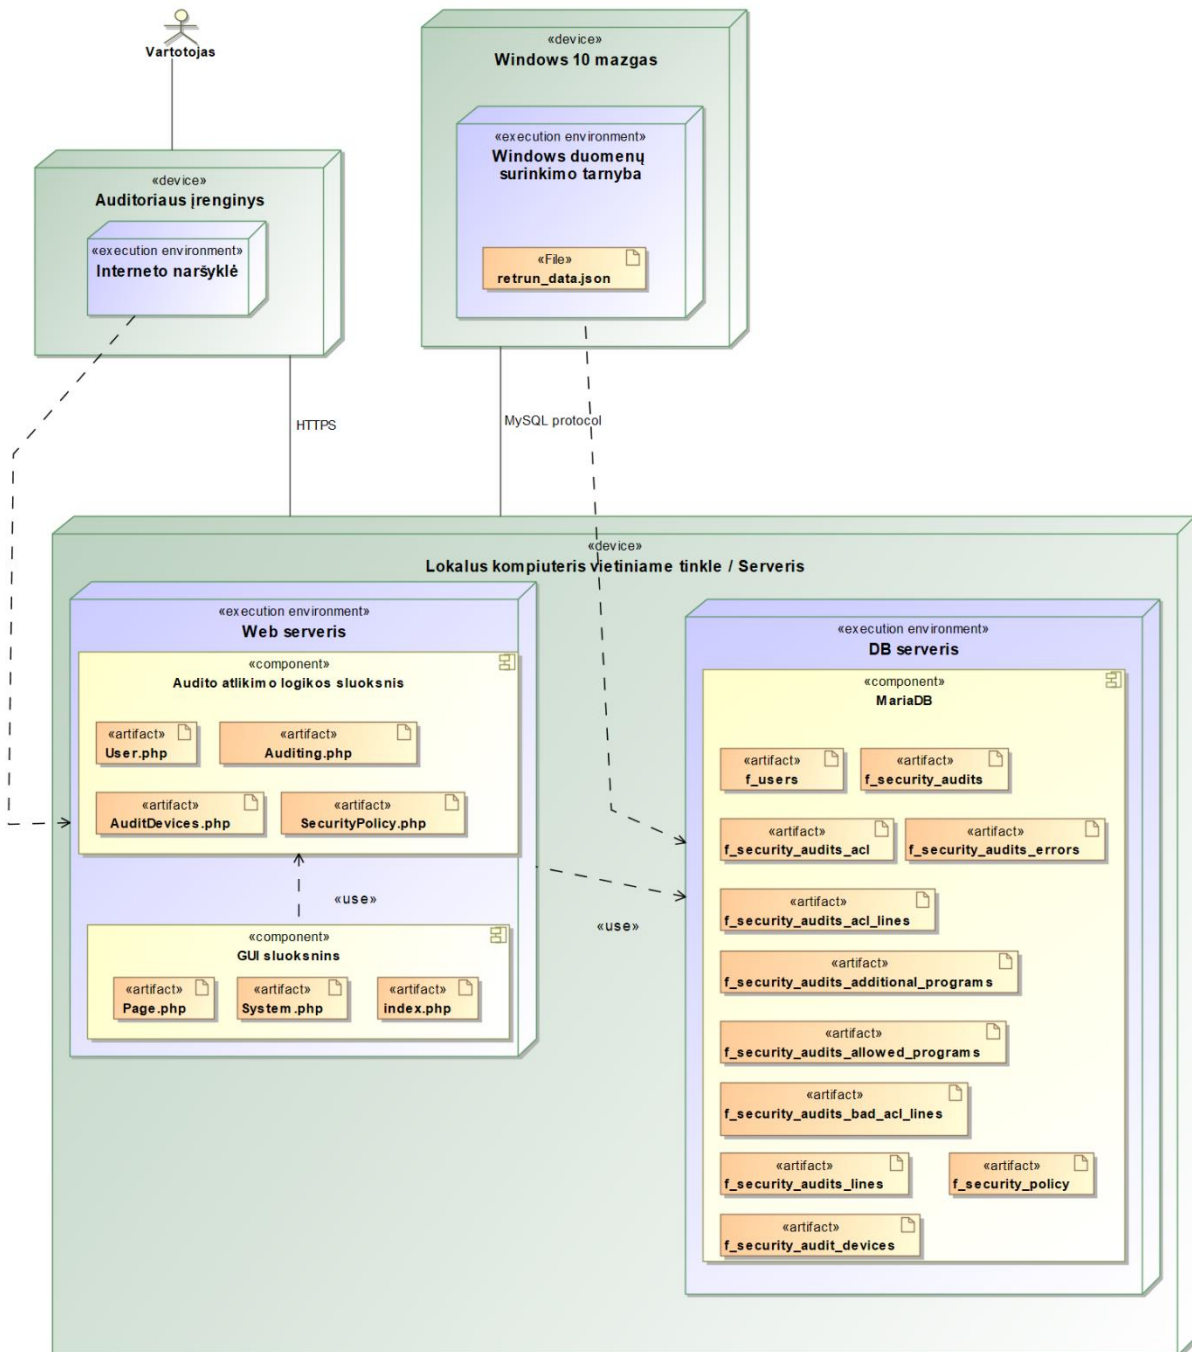 Vartotojas
«device»
Windows 10 mazgas
«execution environment»
Windows duomenų
surinkimo tarnyba
«File»
retrun_data.json
«device»
Auditoriaus įrenginys
«execution environment»
Interneto naršyklė
HTTPS
MySQL protocol
«device»
Lokalus kompiuteris vietiniame tinkle / Serveris
«execution environment»
Web serveris
«component»
Audito atlikimo logikos sluoksnis
«artifact»
User.php
«artifact»
Auditing.php
«artifact»
AuditDevices.php
«artifact»
SecurityPolicy.php
«use»
«component»
GUI sluoksnins
«artifact»
Page.php
«artifact»
System.php
«artifact»
index.php
«use»
«execution environment»
DB serveris
«component»
MariaDB
«artifact»
f_users
«artifact»
f_security_audits
«artifact»
f_security_audits_acl
«artifact»
f_security_audits_errors
«artifact»
f_security_audits_acl_lines
«artifact»
f_security_audits_additional_programs
«artifact»
f_security_audits_allowed_programs
«artifact»
f_security_audits_bad_acl_lines
«artifact»
f_security_audits_lines
«artifact»
f_security_policy
«artifact»
f_security_audit_devices